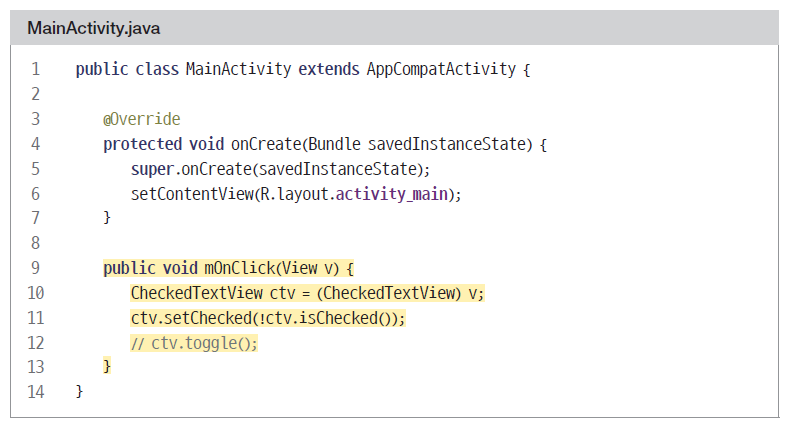 MainActivity.java
1 public class MainActivity extends AppCompatActivity {
2
3 @Override
4 protected void onCreate(Bundle savedInstanceState) {
5 super.onCreate(savedInstanceState);
6 setContentView(R.layout.activity_main);
7 }
8
9 public void mOnClick(View v) {
10 CheckedTextView ctv = (CheckedTextView) v;
11 ctv.setChecked(!ctv.isChecked());
12 // ctv.toggle();
13 }
14 }